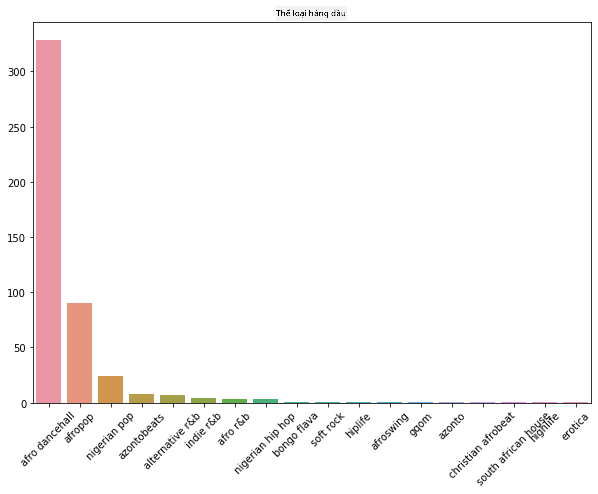 Thể loại hàng đầu
300
250
200
150
100
50
0
afro dancehall
afropop
nigerian pop
azontobeats
alternative r&b
indie r&b
afro r&b
nigerian hip hop
bongo flava
soft rock
hiplife
afroswing
gqom
azonto
christian afrobeat
south african house
highlife
erotica